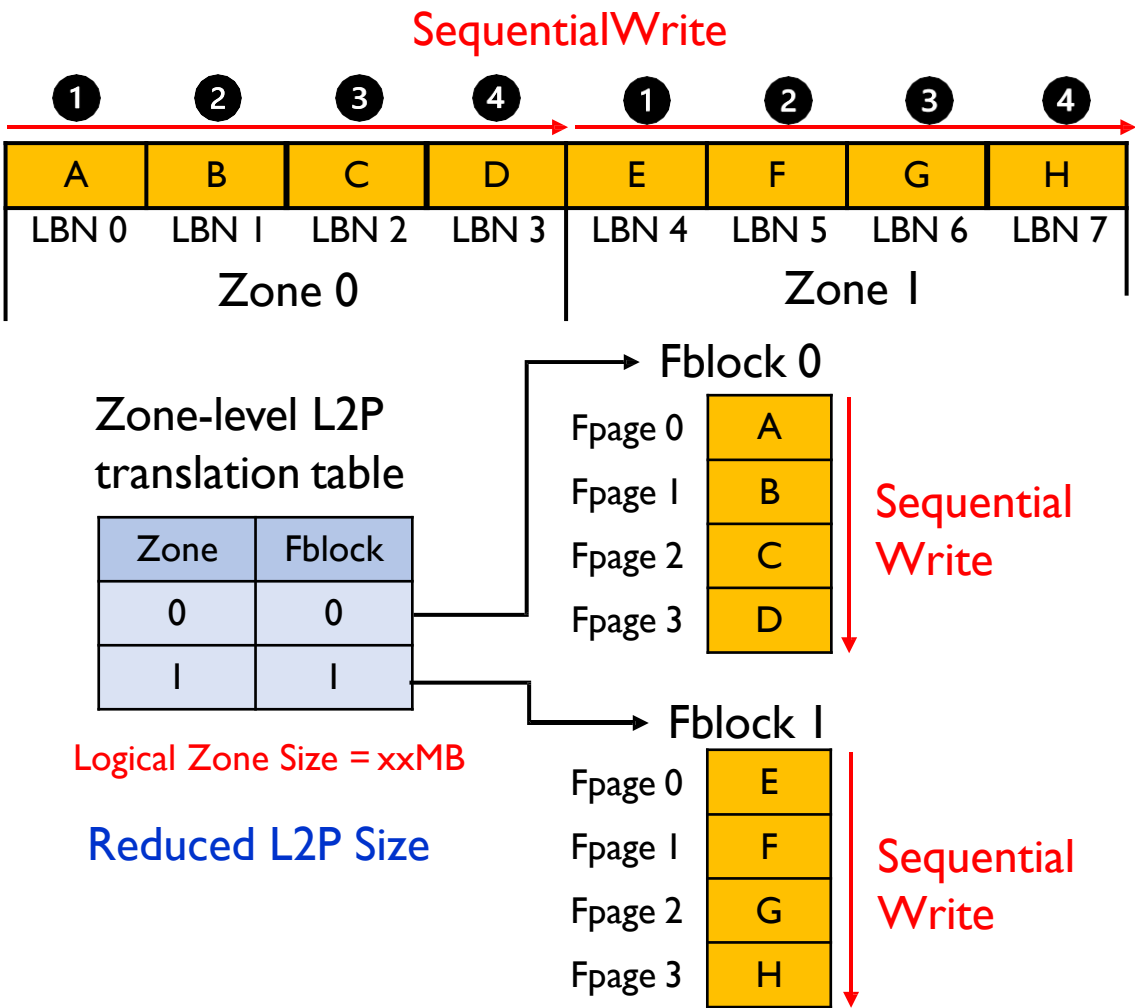 SequentialWrite
1 2 3 4 1 2 3 4
A B C D E F G H
LBN 0 LBN 1 LBN 2 LBN 3 LBN 4 LBN 5 LBN 6 LBN 7
Zone 0 Zone 1
Zone-level L2P
translation table
Zone Fblock
0 0
1 1
Logical Zone Size = xxMB
Reduced L2P Size
Fblock 0
Fpage 0 A
Fpage 1 B
Fpage 2 C
Fpage 3 D
Sequential
Write
Fblock 1
Fpage 0 E
Fpage 1 F
Fpage 2 G
Fpage 3 H
Sequential
Write